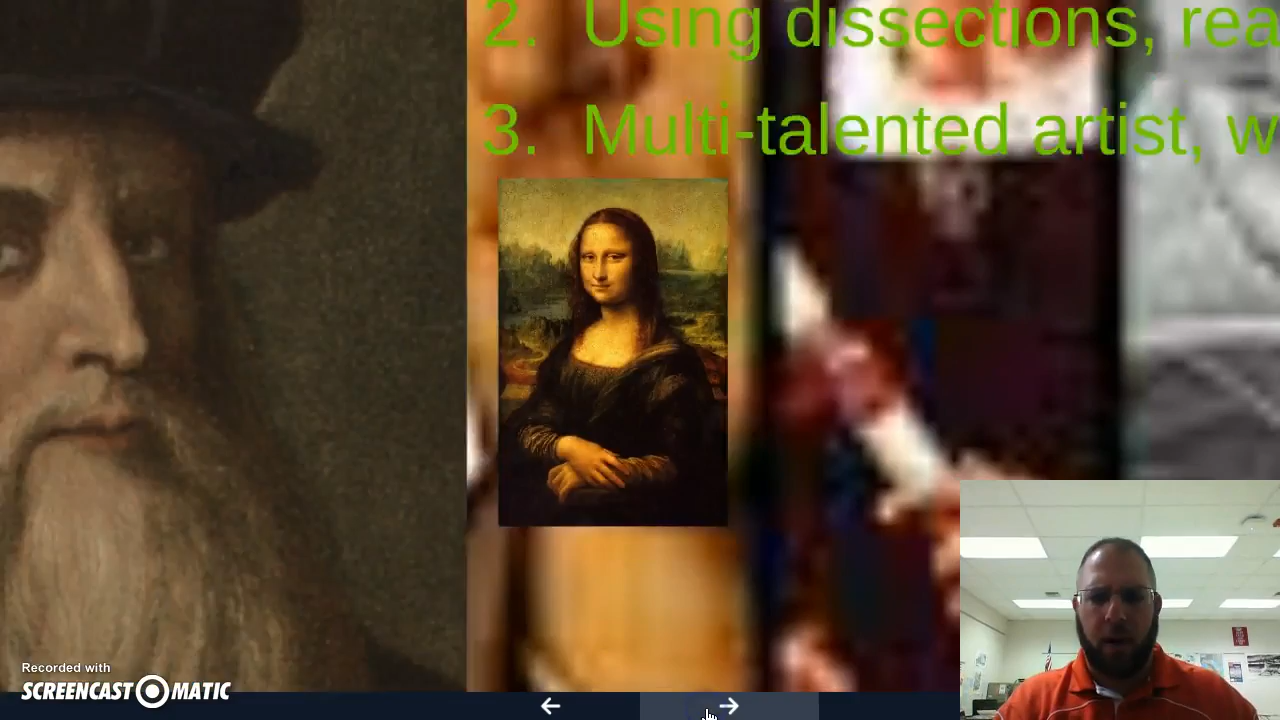 2. Using dissections, rea
3. Multi-talented artist, w
Recorded with
SCREENCAST MATIC